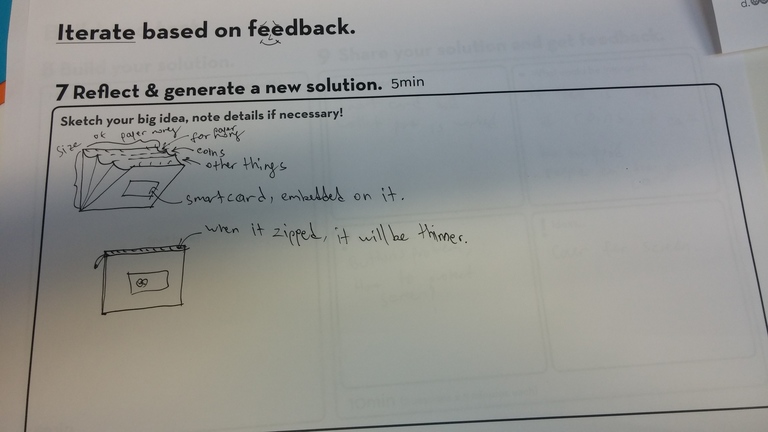 Iterate based on feedback.
7 Reflect & generate a new solution. 5min
Sketch your big idea, note details if necessary!
size of paper money
for paper money
coins
other things
smartcard, embedded on it.
when it zipped, it will be thinner.